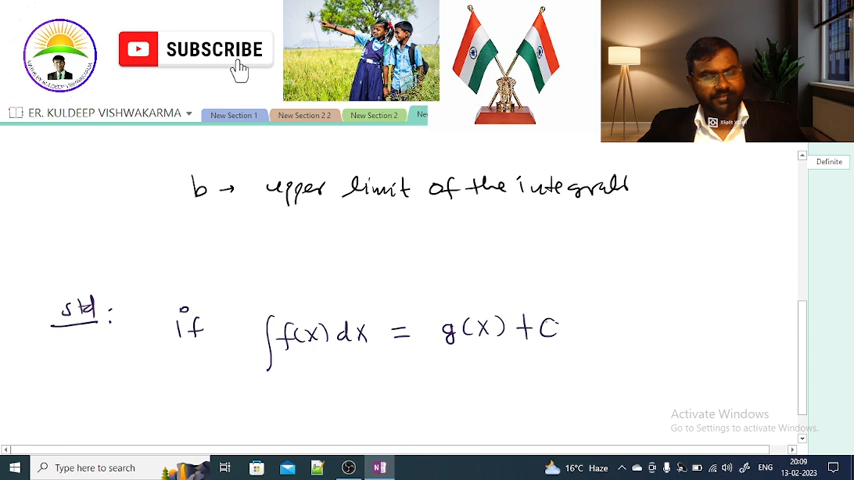 SUBSCRIBE
ER. KULDEEP VISHWAKARMA
New Section 1
New Section 2 2
New Section 2
Ne
Definite
b → upper limit of the integrals
std : if ∫f(x) dx = g(x) + C
Activate Windows
Go to Settings to activate Windows.
Type here to search
16°C Haze
ENG
20:09
13-02-2023